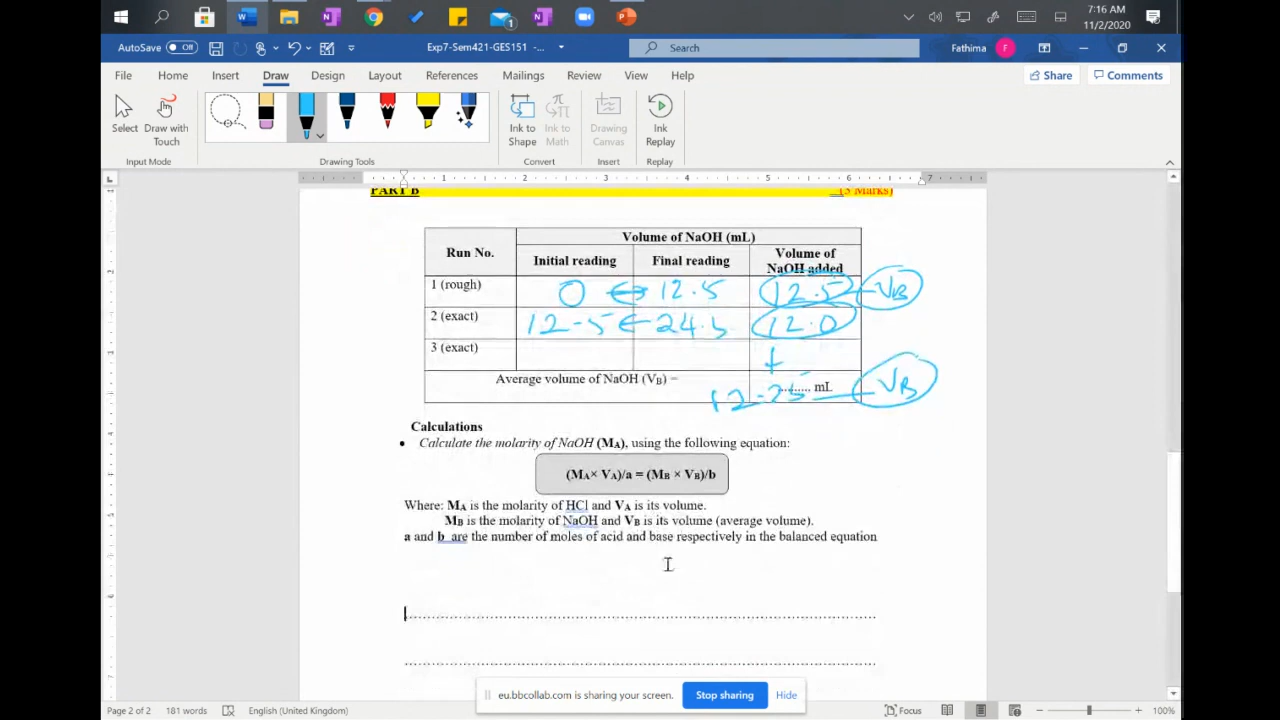 7:16 AM
11/2/2020
AutoSave Off
Exp7-Sem421-GES151 -...
Search
Fathima F
File Home Insert Draw Design Layout References Mailings Review View Help
Share Comments
Select
Draw with Touch
Ink to Shape
Ink to Math
Drawing Canvas
Ink Replay
Input Mode
Drawing Tools
Convert
Insert
Replay
PART B (5 Marks)
Run No.
Volume of NaOH (mL)
Initial reading
Final reading
Volume of NaOH added
1 (rough) 0 12.5 12.5 VB
2 (exact) 12.5 24.5 12.0
3 (exact)
Average volume of NaOH (VB) = 12.25 ......... mL VB
Calculations
• Calculate the molarity of NaOH (MA), using the following equation:
(MA× VA)/a = (MB × VB)/b
Where: MA is the molarity of HCl and VA is its volume.
MB is the molarity of NaOH and VB is its volume (average volume).
a and b are the number of moles of acid and base respectively in the balanced equation
eu.bbcollab.com is sharing your screen. Stop sharing Hide
Page 2 of 2 181 words English (United Kingdom) Focus 100%